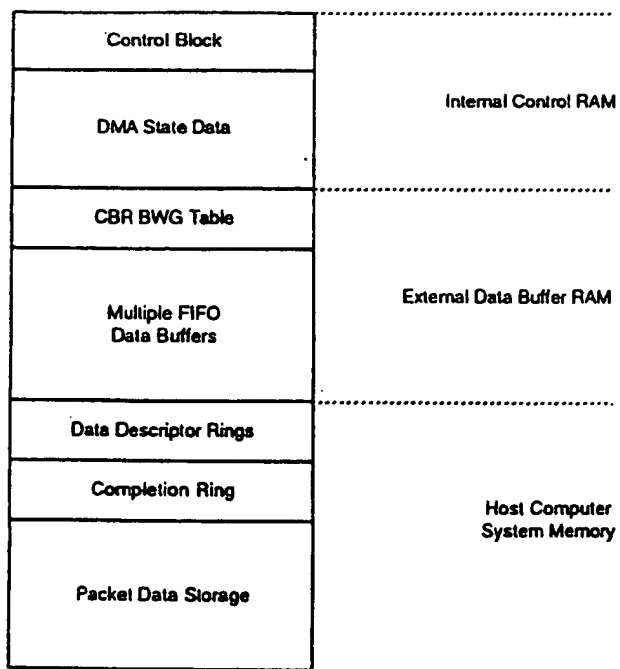 Control Block
Internal Control RAM
DMA State Data
CBR BWG Table
External Data Buffer RAM
Multiple FIFO
Data Buffers
Data Descriptor Rings
Completion Ring
Host Computer
System Memory
Packet Data Storage